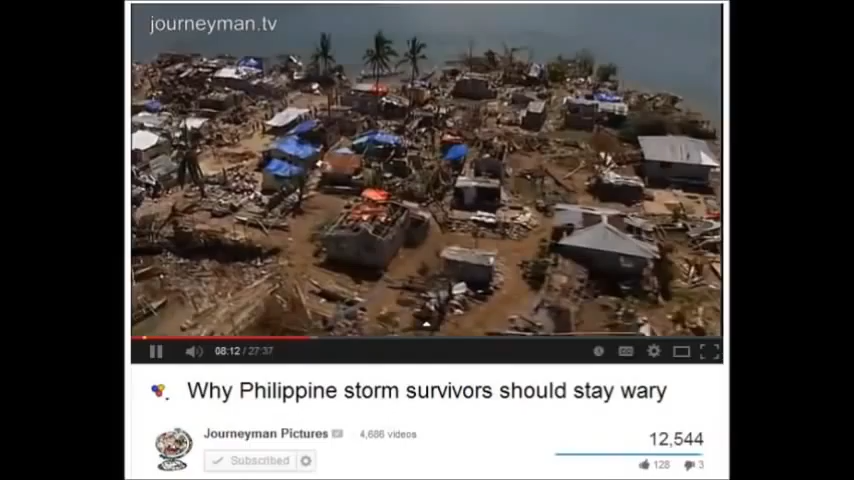 journeyman.tv
08:12 / 27:37
Why Philippine storm survivors should stay wary
Journeyman Pictures
4,686 videos
Subscribed
12,544
128
3